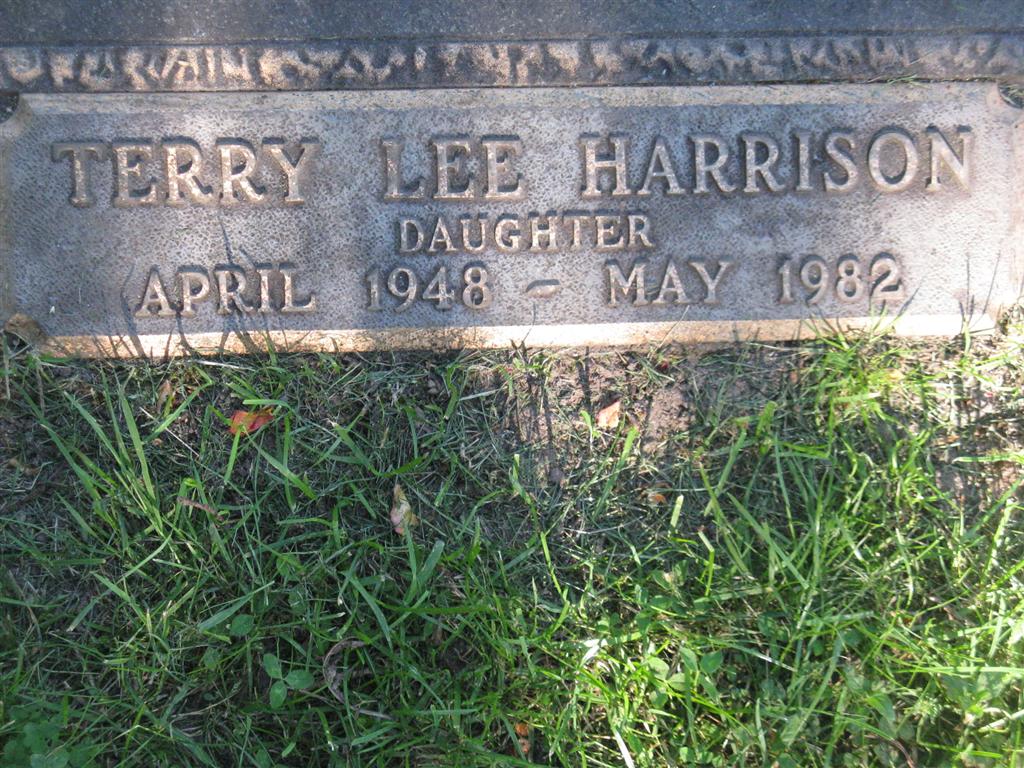 TERRY LEE HARRISON
DAUGHTER
APRIL 1948 - MAY 1982